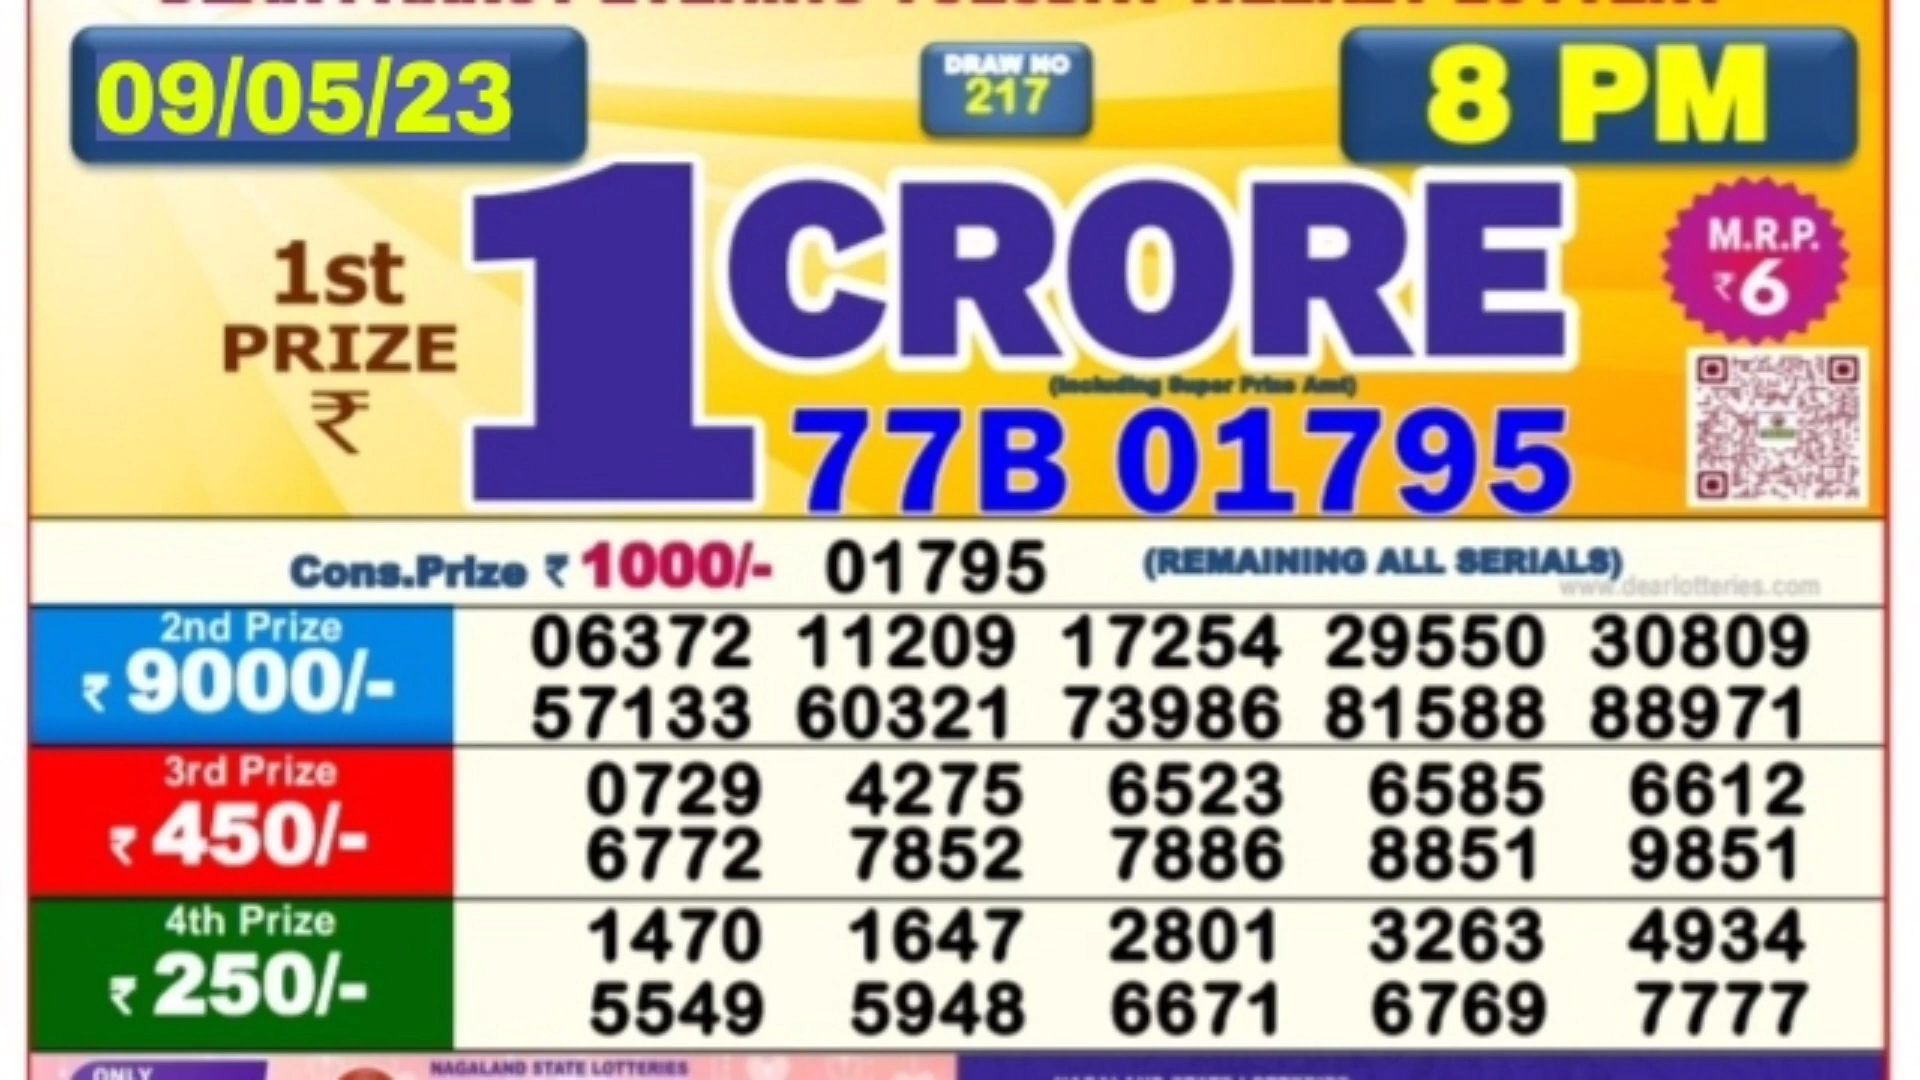 09/05/23
DRAW NO
217
8 PM
1st
PRIZE
₹
1 CRORE
M.R.P.
₹6
(Including Super Prize Amt)
77B 01795
Cons.Prize ₹ 1000/- 01795 (REMAINING ALL SERIALS)
www.dearlotteries.com
2nd Prize
₹ 9000/-
06372 11209 17254 29550 30809
57133 60321 73986 81588 88971
3rd Prize
₹ 450/-
0729 4275 6523 6585 6612
6772 7852 7886 8851 9851
4th Prize
₹ 250/-
1470 1647 2801 3263 4934
5549 5948 6671 6769 7777
ONLY
NAGALAND STATE LOTTERIES